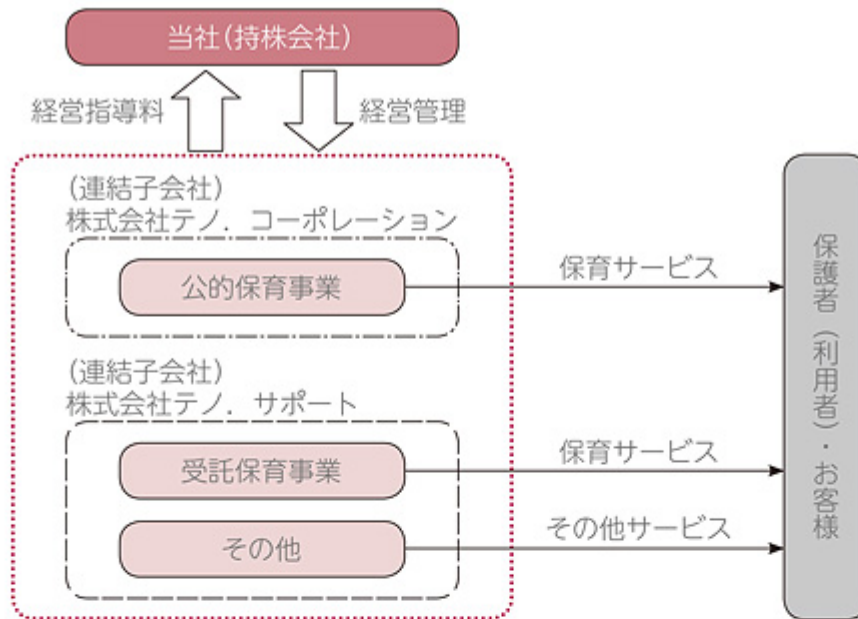 当社(持株会社)
経営指導料
経営管理
(連結子会社)
株式会社テノ．コーポレーション
公的保育事業
保育サービス
(連結子会社)
株式会社テノ．サポート
受託保育事業
保育サービス
その他
その他サービス
保護者(利用者)・お客様